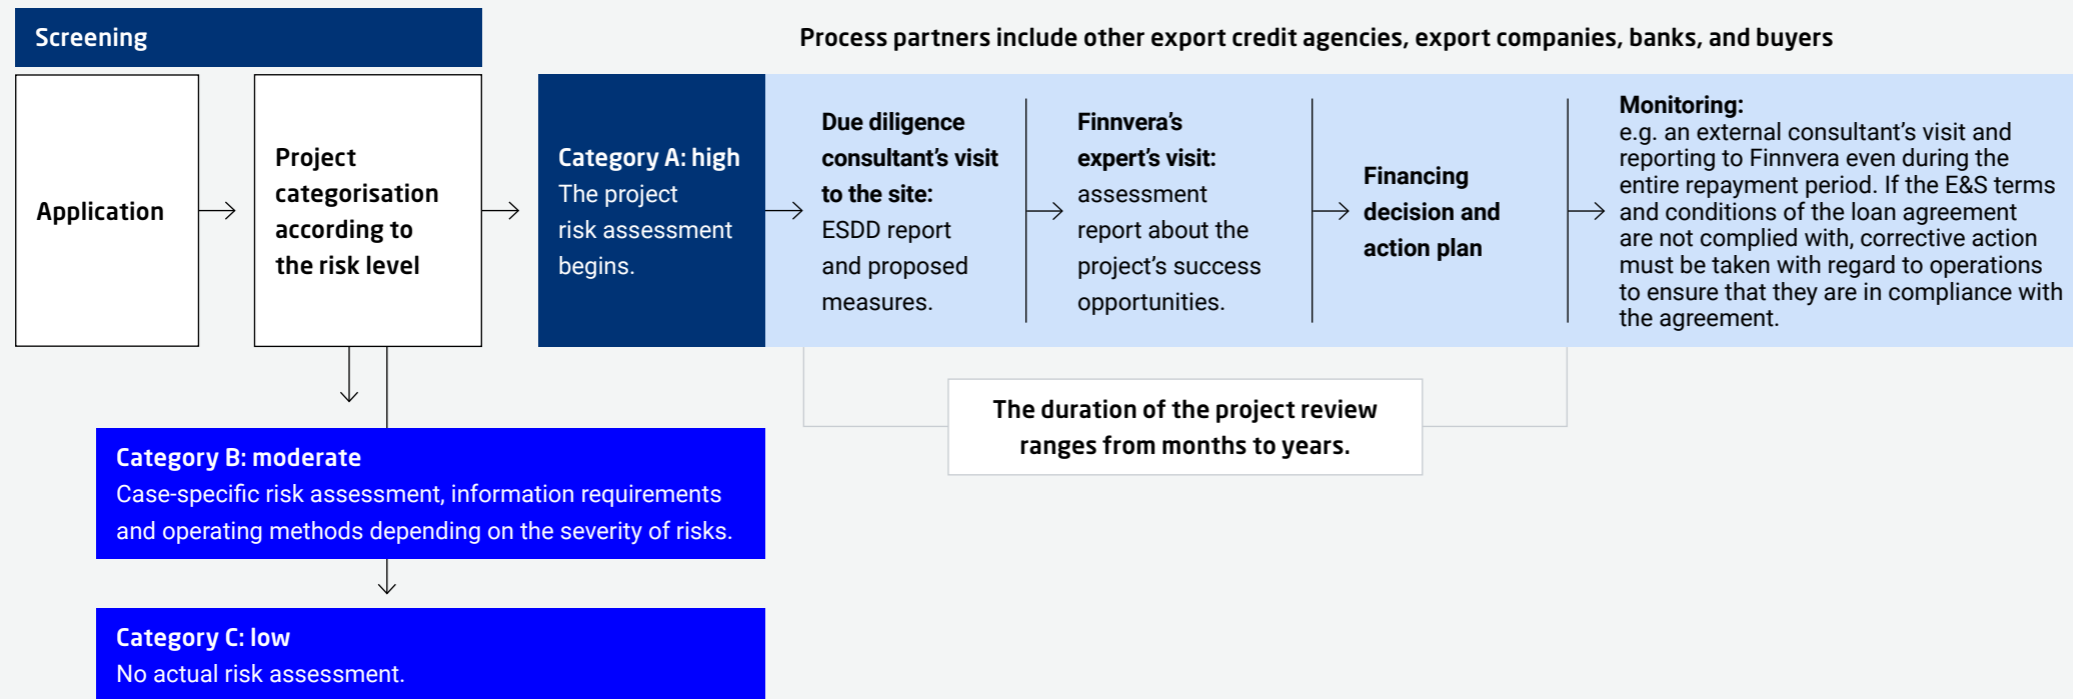 Screening
Process partners include other export credit agencies, export companies, banks, and buyers
Application
Project
categorisation
according to
the risk level
Category A: high
The project
risk assessment
begins.
Due diligence
consultant's visit
to the site:
ESDD report
and proposed
measures.
Finnvera's
expert's visit:
assessment
report about the
project's success
opportunities.
Financing
decision and
action plan
Monitoring:
e.g. an external consultant's visit and
reporting to Finnvera even during the
entire repayment period. If the E&S terms
and conditions of the loan agreement
are not complied with, corrective action
must be taken with regard to operations
to ensure that they are in compliance with
the agreement.
The duration of the project review
ranges from months to years.
Category B: moderate
Case-specific risk assessment, information requirements
and operating methods depending on the severity of risks.
Category C: low
No actual risk assessment.